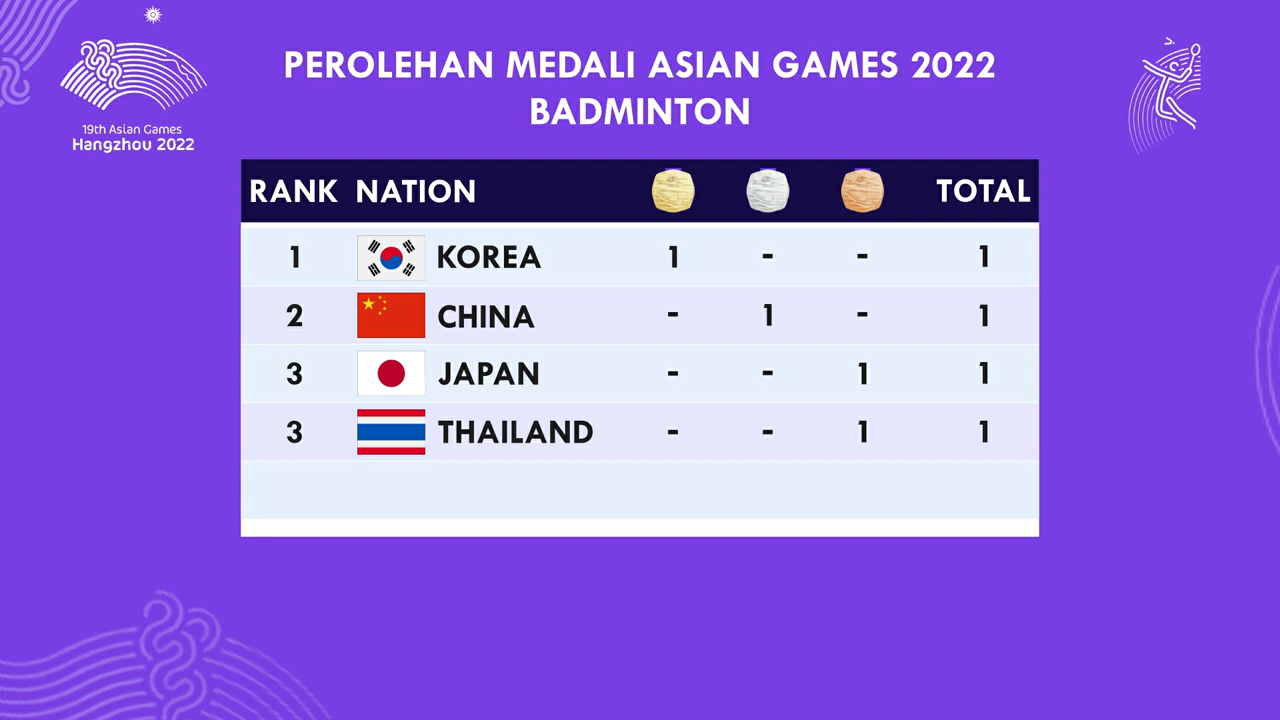 PEROLEHAN MEDALI ASIAN GAMES 2022
BADMINTON
19th Asian Games
Hangzhou 2022
RANK NATION TOTAL
1 KOREA 1 - - 1
2 CHINA - 1 - 1
3 JAPAN - - 1 1
3 THAILAND - - 1 1